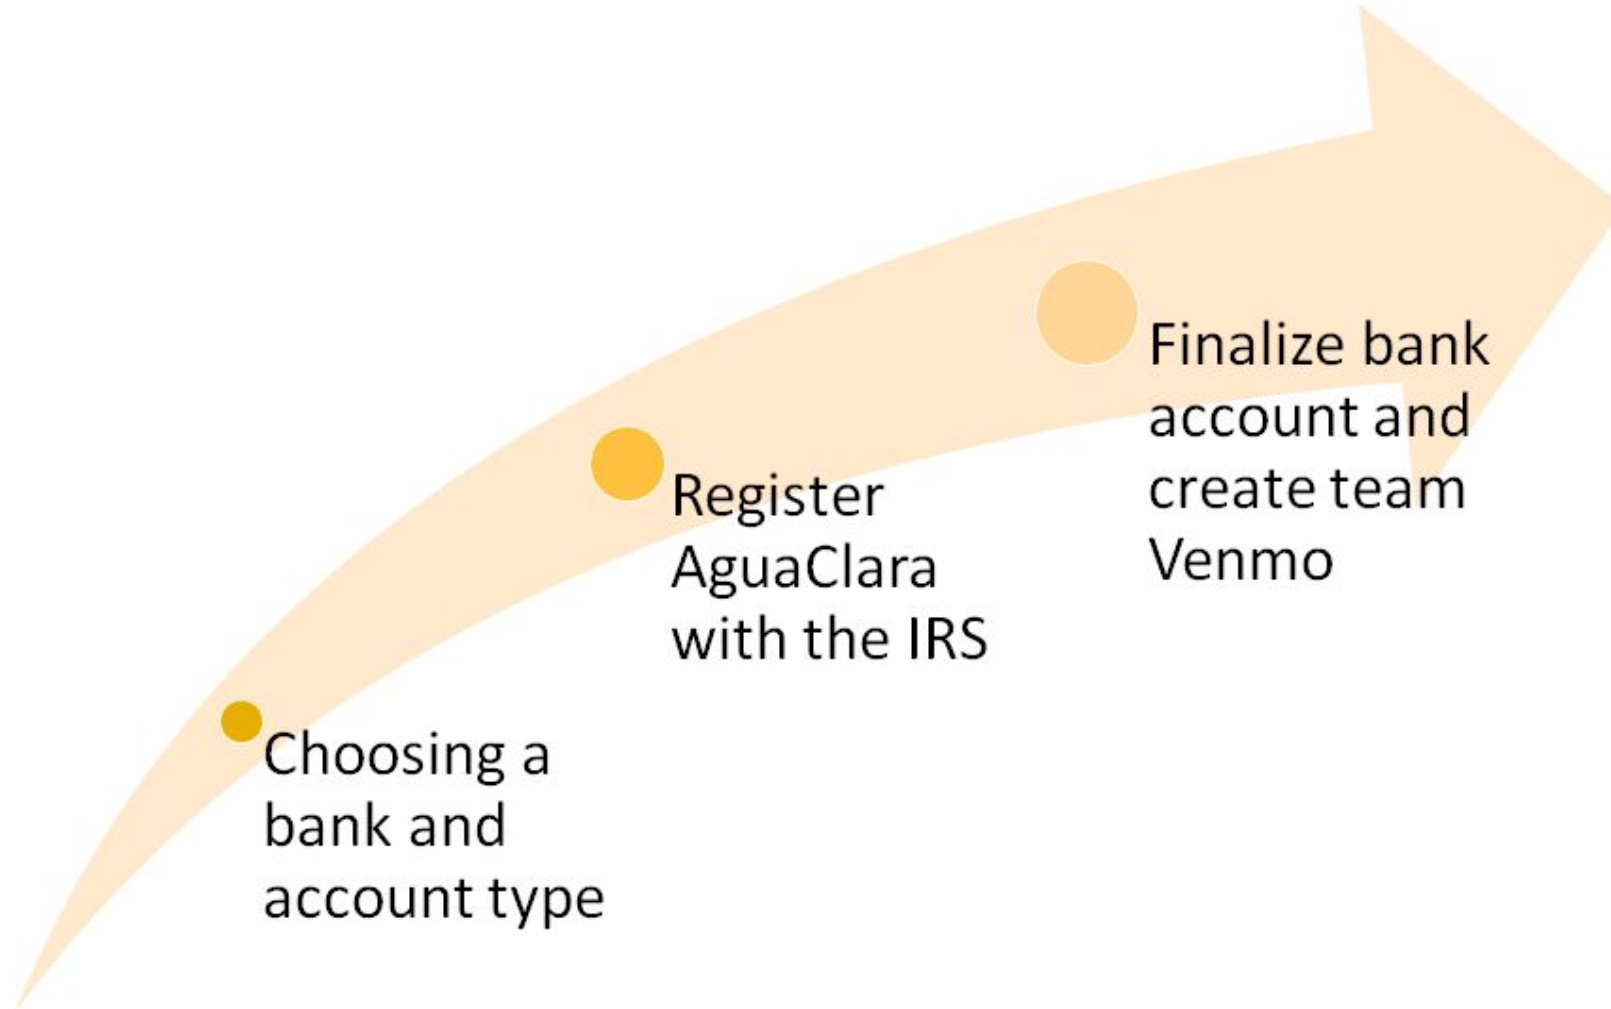 Choosing a
bank and
account type
Register
AguaClara
with the IRS
Finalize bank
account and
create team
Venmo